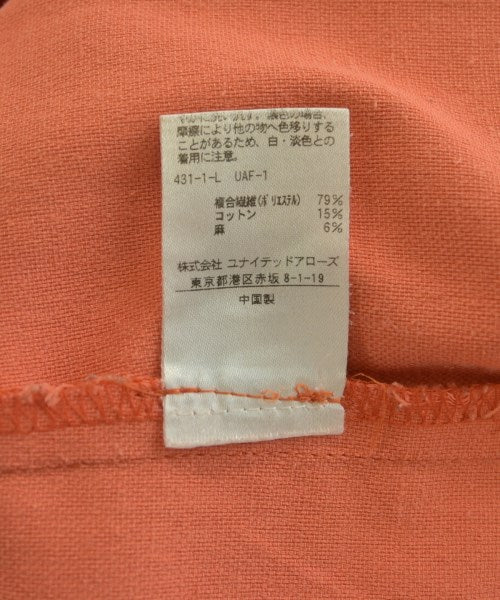 摩擦により他の物へ色移りする
ことがあるため、白・淡色との
着用に注意。
431-1-L UAF-1
複合繊維(ポリエステル) 79%
コットン 15%
麻 6%
株式会社 ユナイテッドアローズ
東京都港区赤坂 8-1-19
中国製